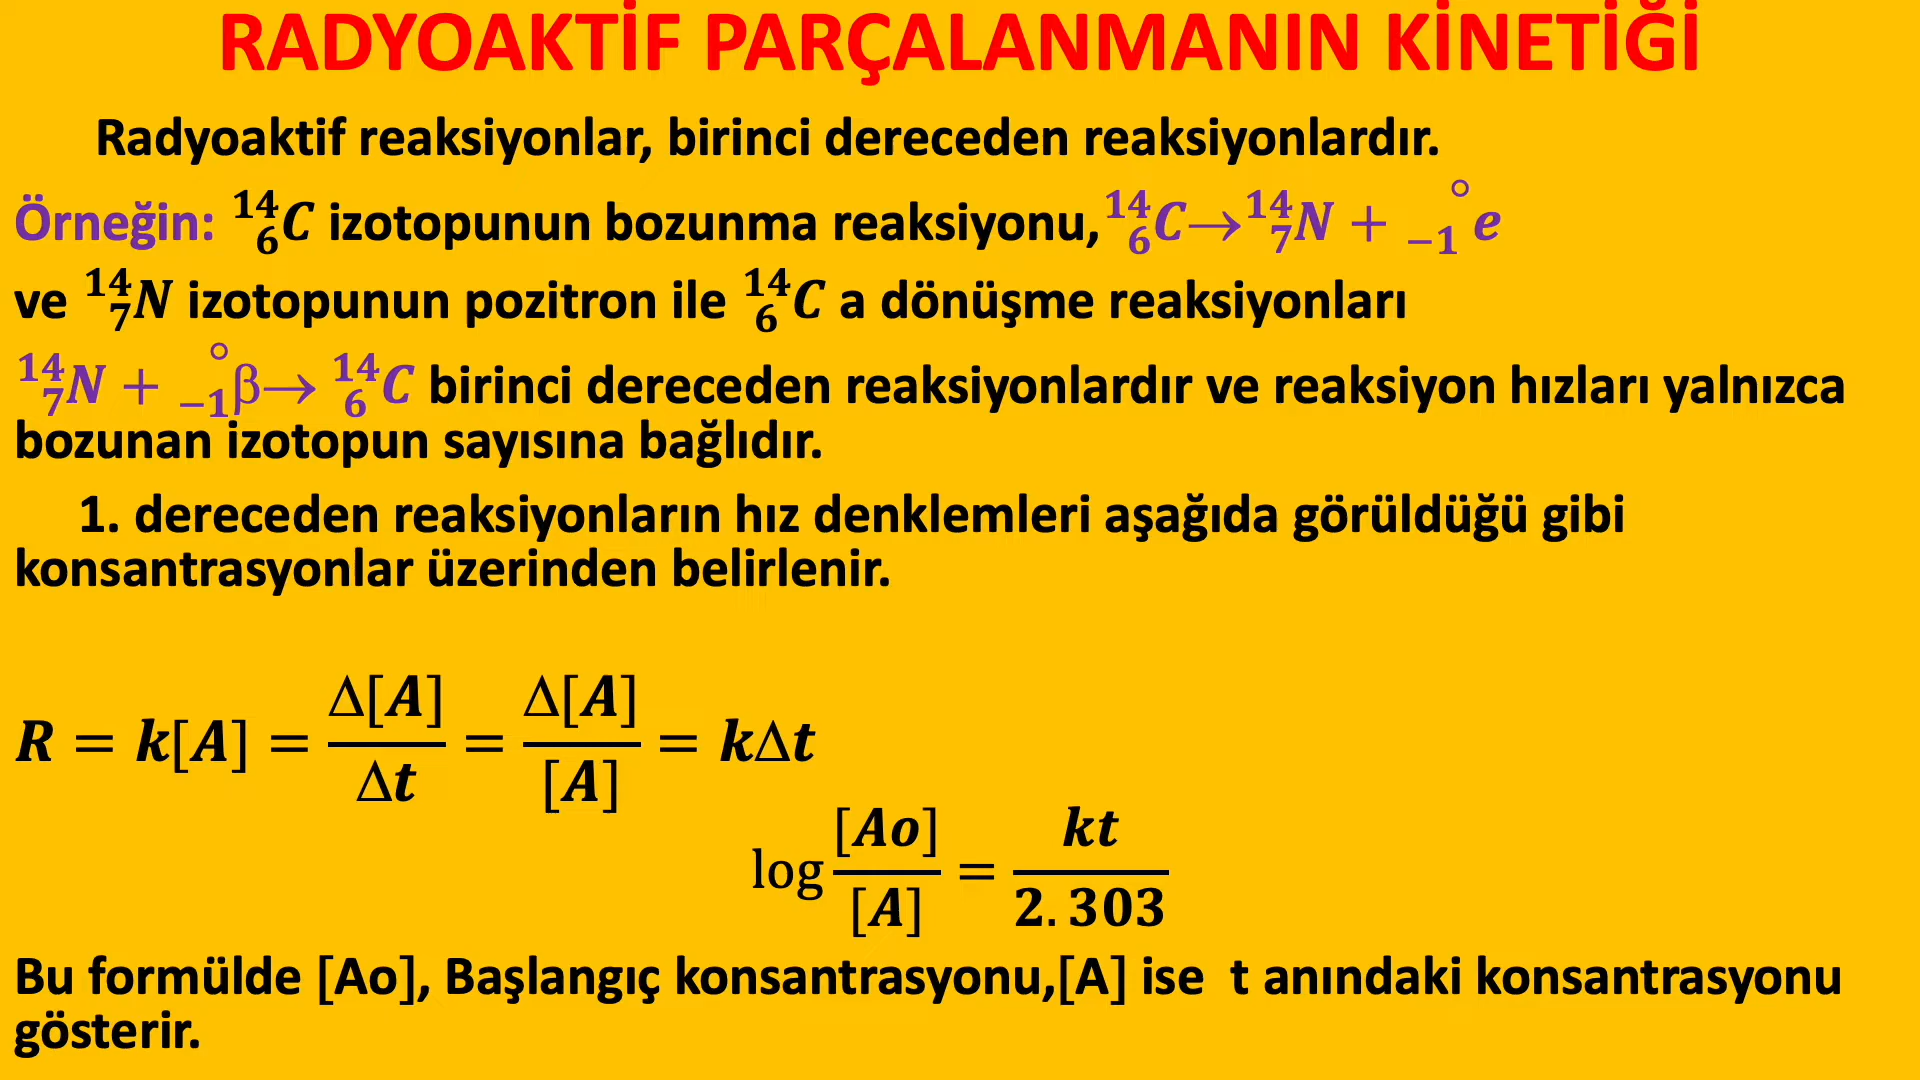 RADYOAKTİF PARÇALANMANIN KİNETİĞİ
Radyoaktif reaksiyonlar, birinci dereceden reaksiyonlardır.
Örneğin: ¹⁴₆C izotopunun bozunma reaksiyonu, ¹⁴₆C→¹⁴₇N + ₋₁°e
ve ¹⁴₇N izotopunun pozitron ile ¹⁴₆C a dönüşme reaksiyonları
¹⁴₇N + ₋₁°β→ ¹⁴₆C birinci dereceden reaksiyonlardır ve reaksiyon hızları yalnızca
bozunan izotopun sayısına bağlıdır.
1. dereceden reaksiyonların hız denklemleri aşağıda görüldüğü gibi
konsantrasyonlar üzerinden belirlenir.
R = k[A] = Δ[A]/Δt = Δ[A]/[A] = kΔt
log [Ao]/[A] = kt/2.303
Bu formülde [Ao], Başlangıç konsantrasyonu,[A] ise t anındaki konsantrasyonu
gösterir.